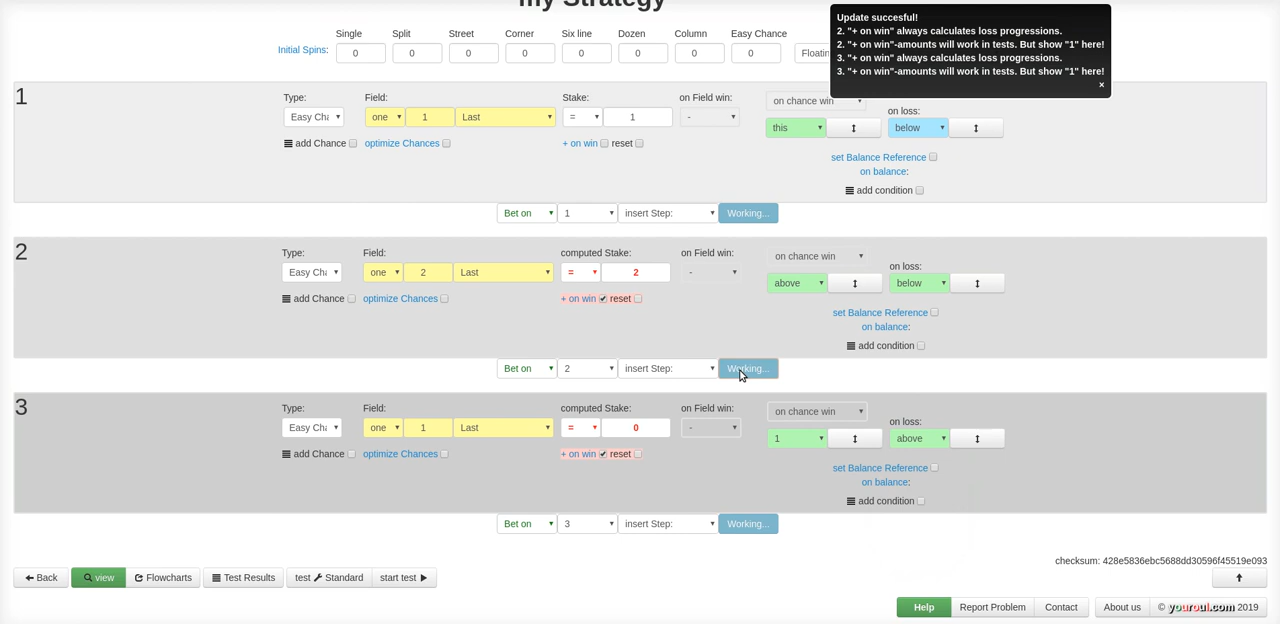 my Strategy
Update succesful!
2. "+ on win" always calculates loss progressions.
2. "+ on win"-amounts will work in tests. But show "1" here!
3. "+ on win" always calculates loss progressions.
3. "+ on win"-amounts will work in tests. But show "1" here!
×
Single Split Street Corner Six line Dozen Column Easy Chance
Initial Spins: 0 0 0 0 0 0 0 0 Floatin
1
Type: Field: Stake: on Field win: on chance win on loss:
Easy Cha one 1 Last = 1 - this below
add Chance optimize Chances + on win reset
set Balance Reference
on balance:
add condition
Bet on 1 insert Step: Working...
2
Type: Field: computed Stake: on Field win: on chance win on loss:
Easy Cha one 2 Last = 2 - above below
add Chance optimize Chances + on win reset
set Balance Reference
on balance:
add condition
Bet on 2 insert Step: Working...
3
Type: Field: computed Stake: on Field win: on chance win on loss:
Easy Cha one 1 Last = 0 - 1 above
add Chance optimize Chances + on win reset
set Balance Reference
on balance:
add condition
Bet on 3 insert Step: Working...
checksum: 428e5836ebc5688dd30596f45519e093
Back view Flowcharts Test Results test Standard start test
Help Report Problem Contact About us © youroul.com 2019